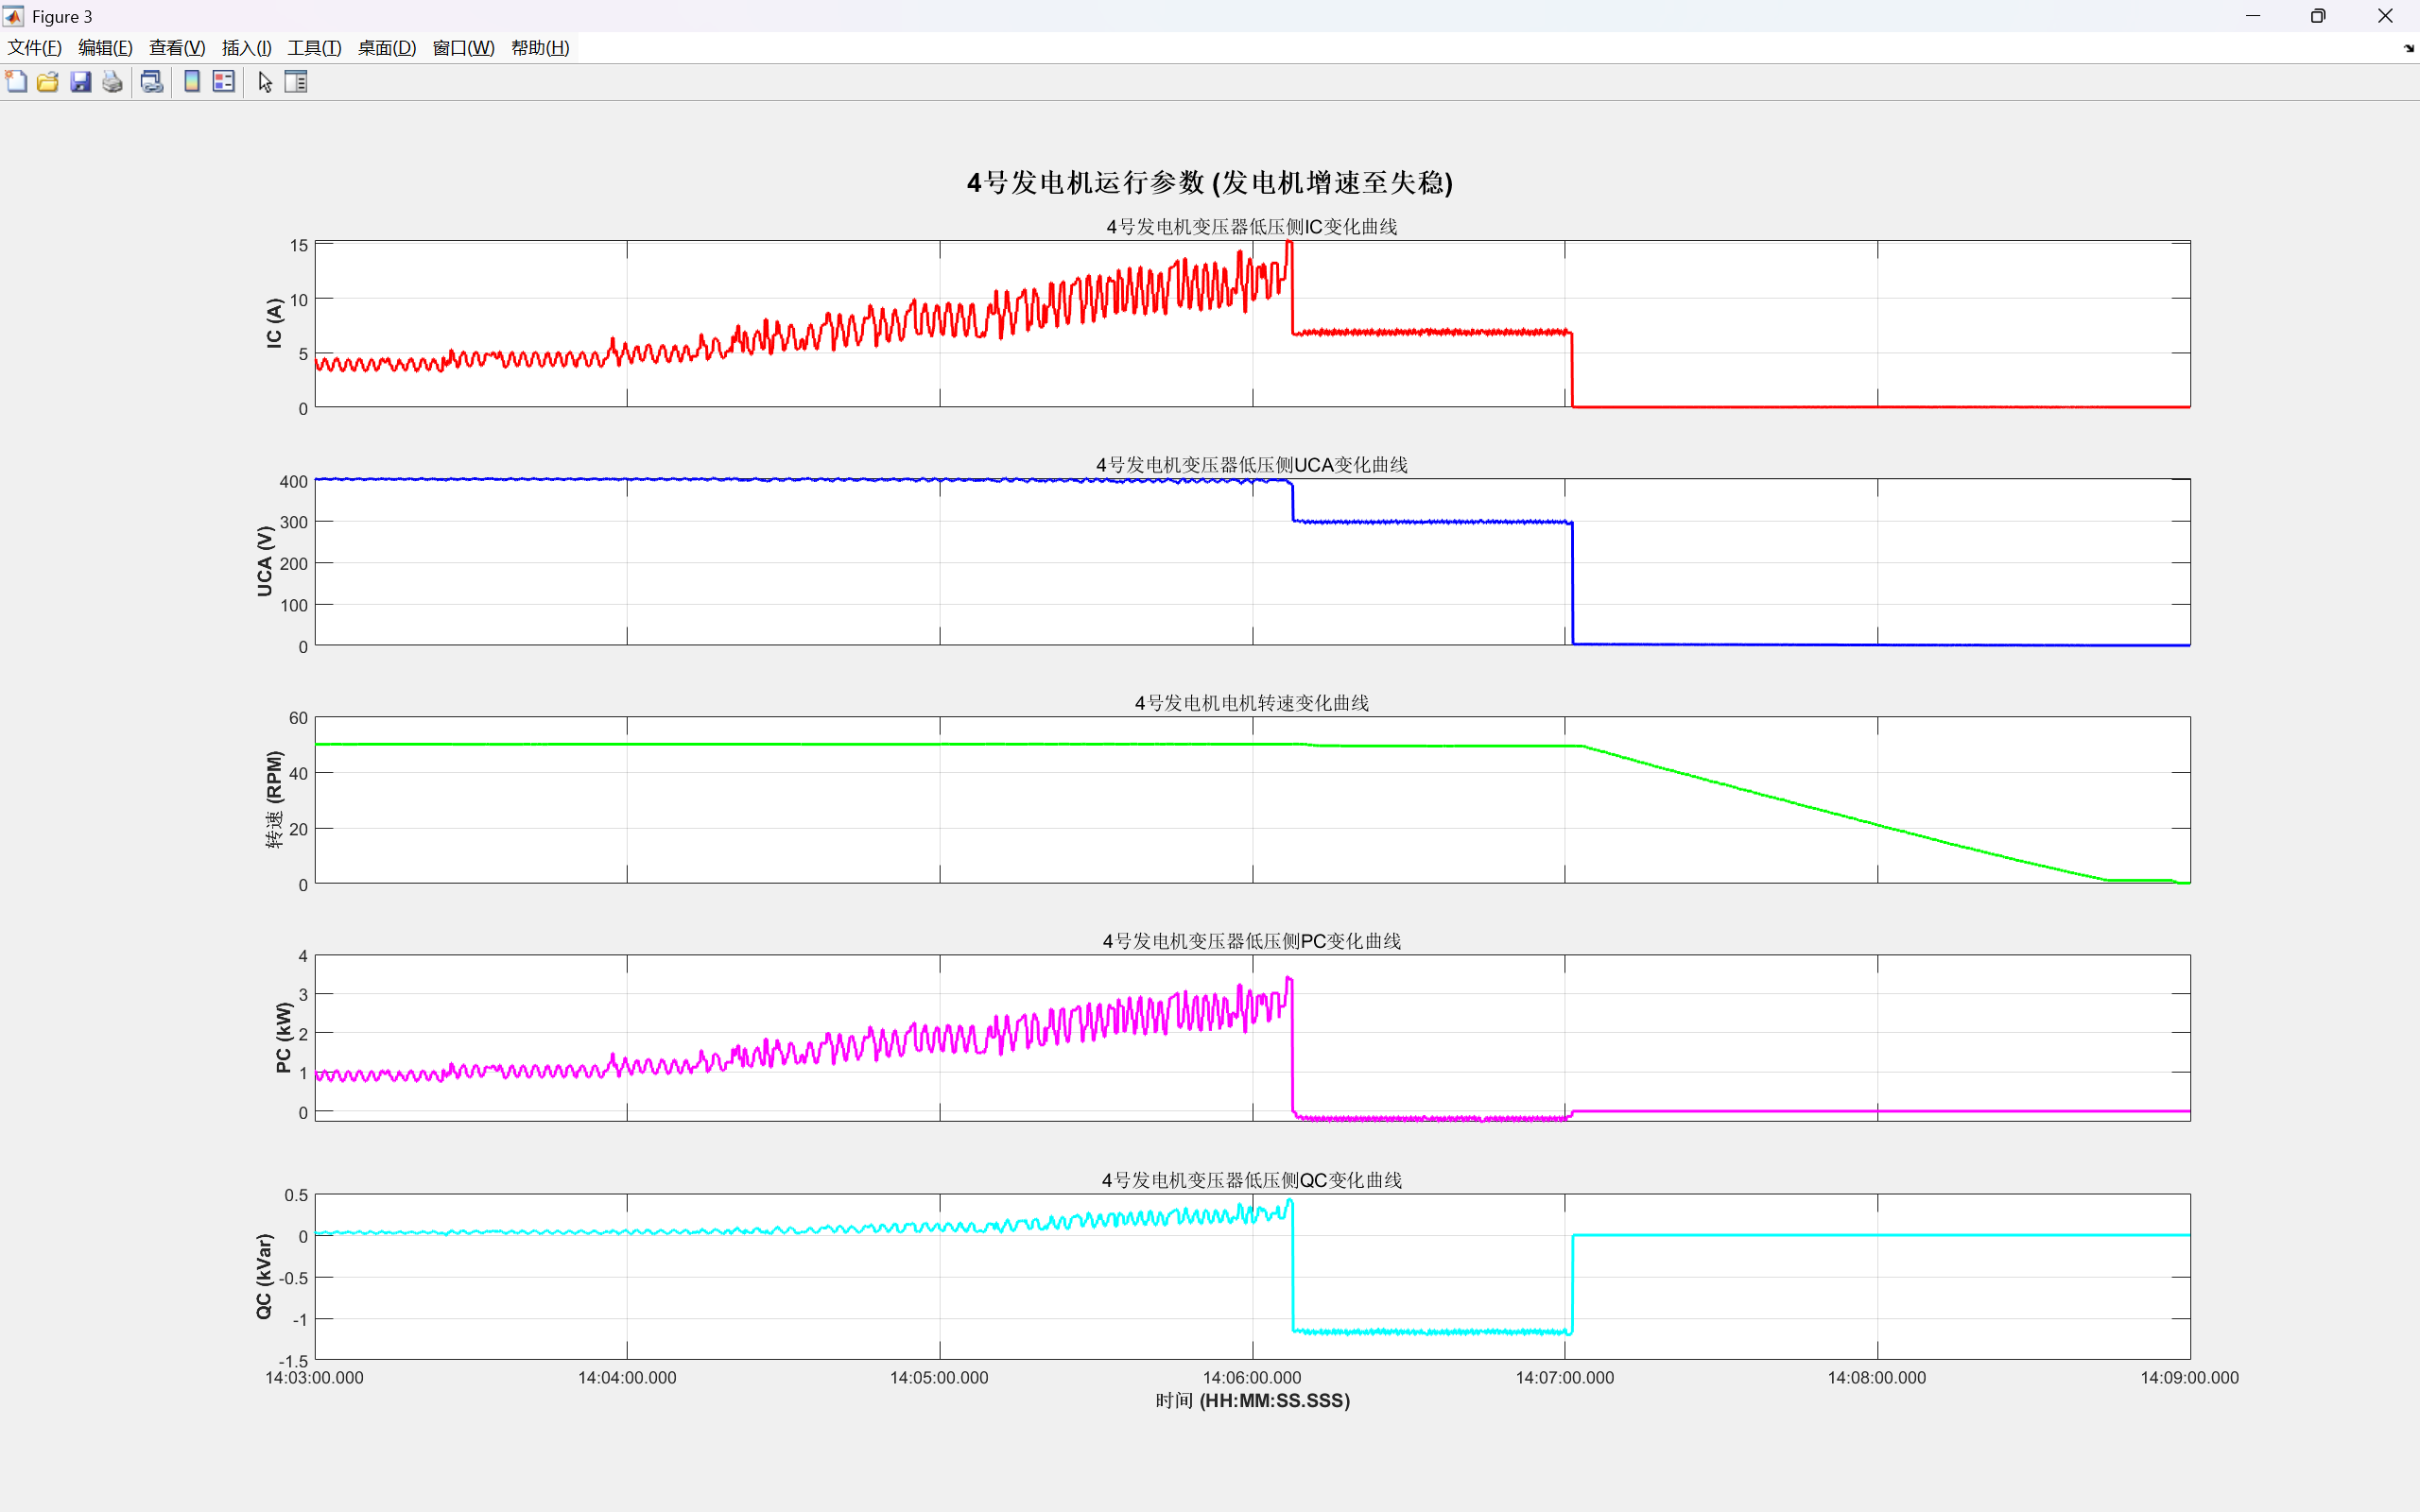 Figure 3
文件(F) 编辑(E) 查看(V) 插入(I) 工具(T) 桌面(D) 窗口(W) 帮助(H)
4号发电机运行参数 (发电机增速至失稳)
4号发电机变压器低压侧IC变化曲线
IC (A)
15
10
5
0
4号发电机变压器低压侧UCA变化曲线
UCA (V)
400
300
200
100
0
4号发电机电机转速变化曲线
转速 (RPM)
60
40
20
0
4号发电机变压器低压侧PC变化曲线
PC (kW)
4
3
2
1
0
4号发电机变压器低压侧QC变化曲线
QC (kVar)
0.5
0
-0.5
-1
-1.5
14:03:00.000 14:04:00.000 14:05:00.000 14:06:00.000 14:07:00.000 14:08:00.000 14:09:00.000
时间 (HH:MM:SS.SSS)